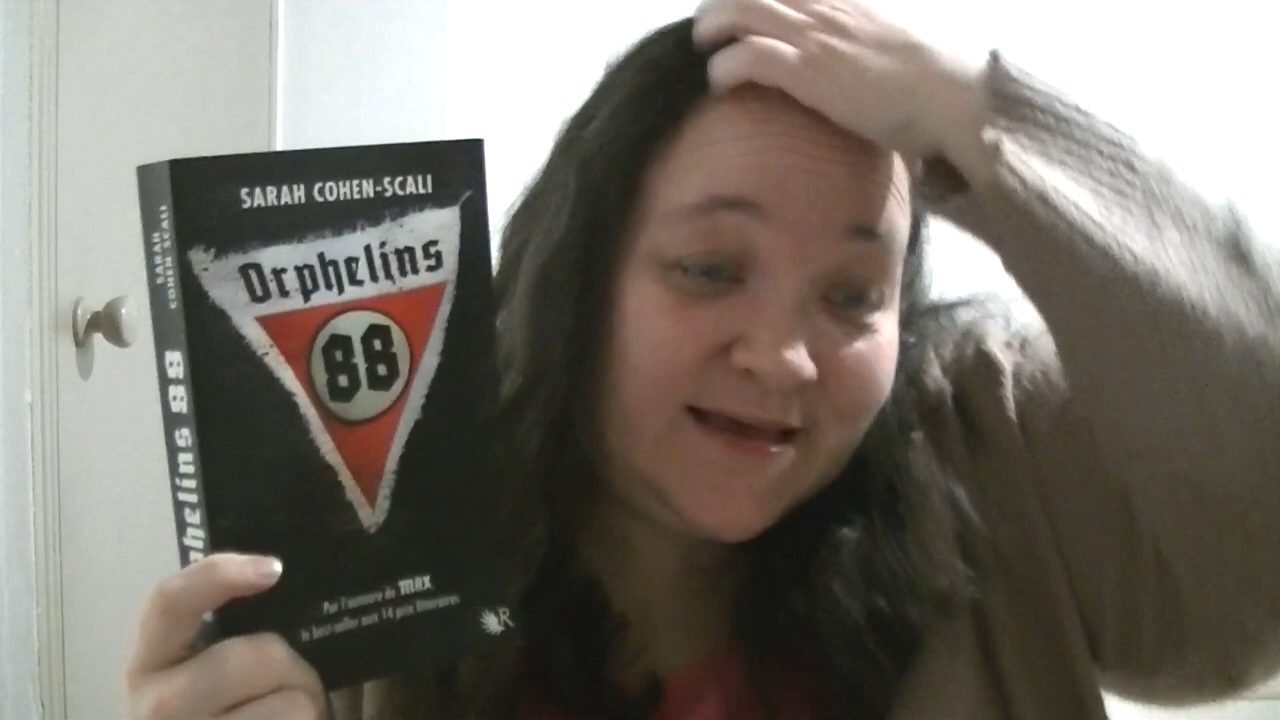 SARAH COHEN-SCALI
Orphelins
88
Par l'auteure de MAX
le best-seller aux 14 prix littéraires
R
SARAH
COHEN SCALI
Orphelins 88